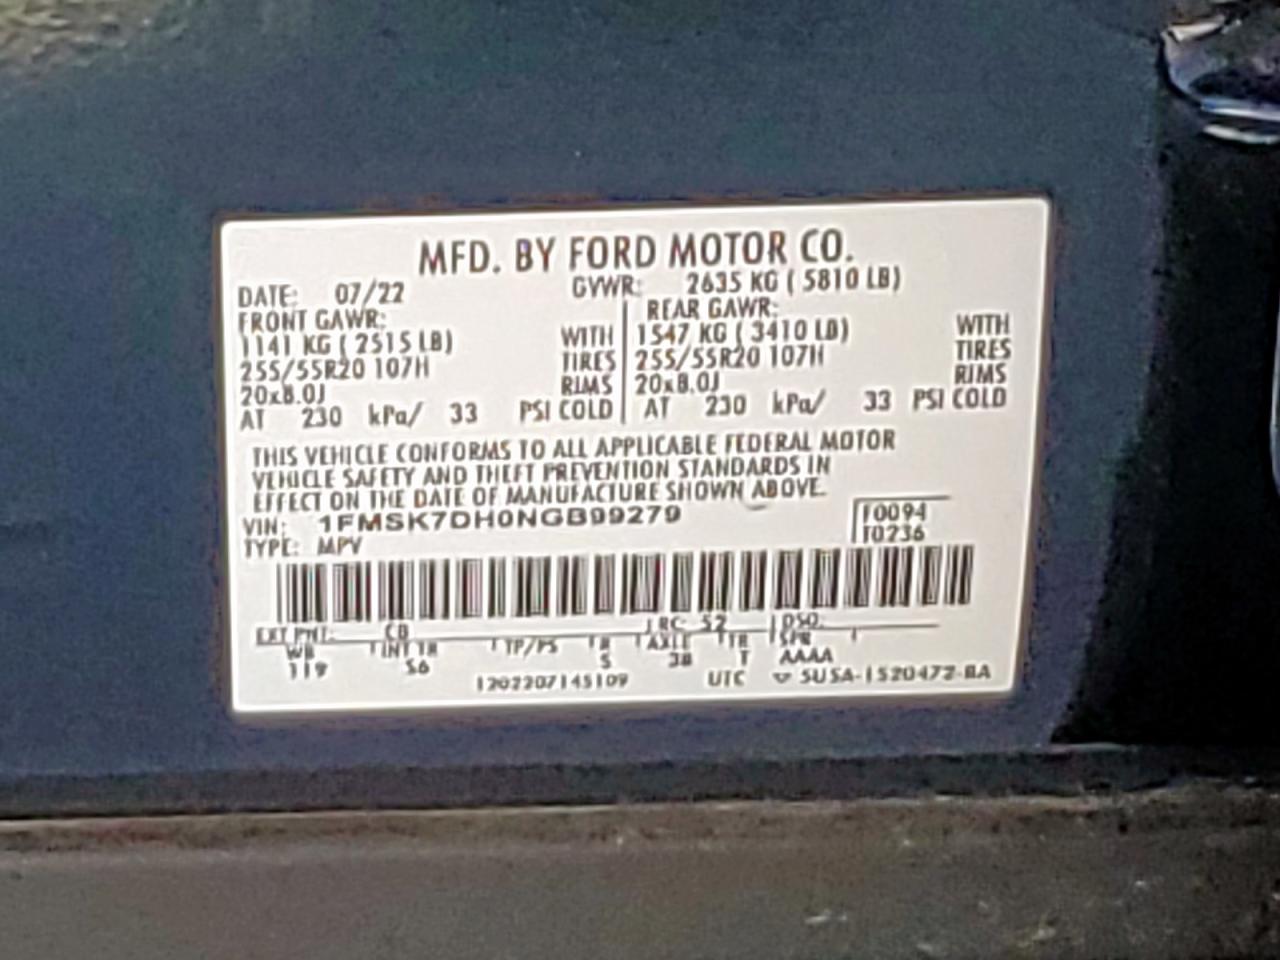 MFD. BY FORD MOTOR CO.
DATE: 07/22 GVWR: 2635 KG ( 5810 LB)
FRONT GAWR: REAR GAWR:
1141 KG ( 2515 LB) WITH 1547 KG ( 3410 LB) WITH
255/55R20 107H TIRES 255/55R20 107H TIRES
20x8.0J RIMS 20x8.0J RIMS
AT 230 kPa/ 33 PSI COLD AT 230 kPa/ 33 PSI COLD
THIS VEHICLE CONFORMS TO ALL APPLICABLE FEDERAL MOTOR
VEHICLE SAFETY AND THEFT PREVENTION STANDARDS IN
EFFECT ON THE DATE OF MANUFACTURE SHOWN ABOVE.
VIN: 1FMSK7DH0NGB99279 T0094
TYPE: MPV T0236
EXT PNT: RC: 52 DSO:
WB INT TR TP/PS R AXLE TR SPR
119 S6 5 3B T AAAA
1202207145109 UTC ▽ 5USA-1520472-BA